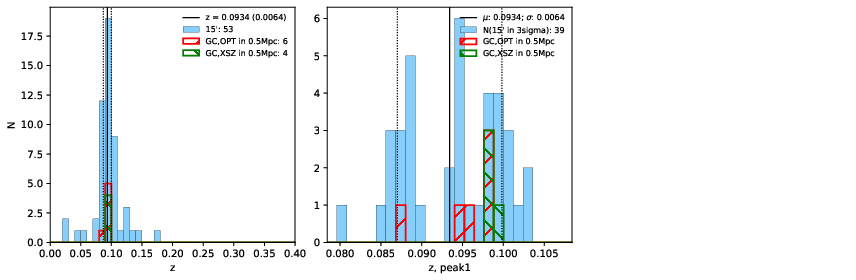 z = 0.0934 (0.0064)
15': 53
GC,OPT in 0.5Mpc: 6
GC,XSZ in 0.5Mpc: 4
N
17.5
15.0
12.5
10.0
7.5
5.0
2.5
0.0
0.00 0.05 0.10 0.15 0.20 0.25 0.30 0.35 0.40
z
μ: 0.0934; σ: 0.0064
N(15' in 3sigma): 39
GC,OPT in 0.5Mpc
GC,XSZ in 0.5Mpc
6
5
4
3
2
1
0
0.080 0.085 0.090 0.095 0.100 0.105
z, peak1